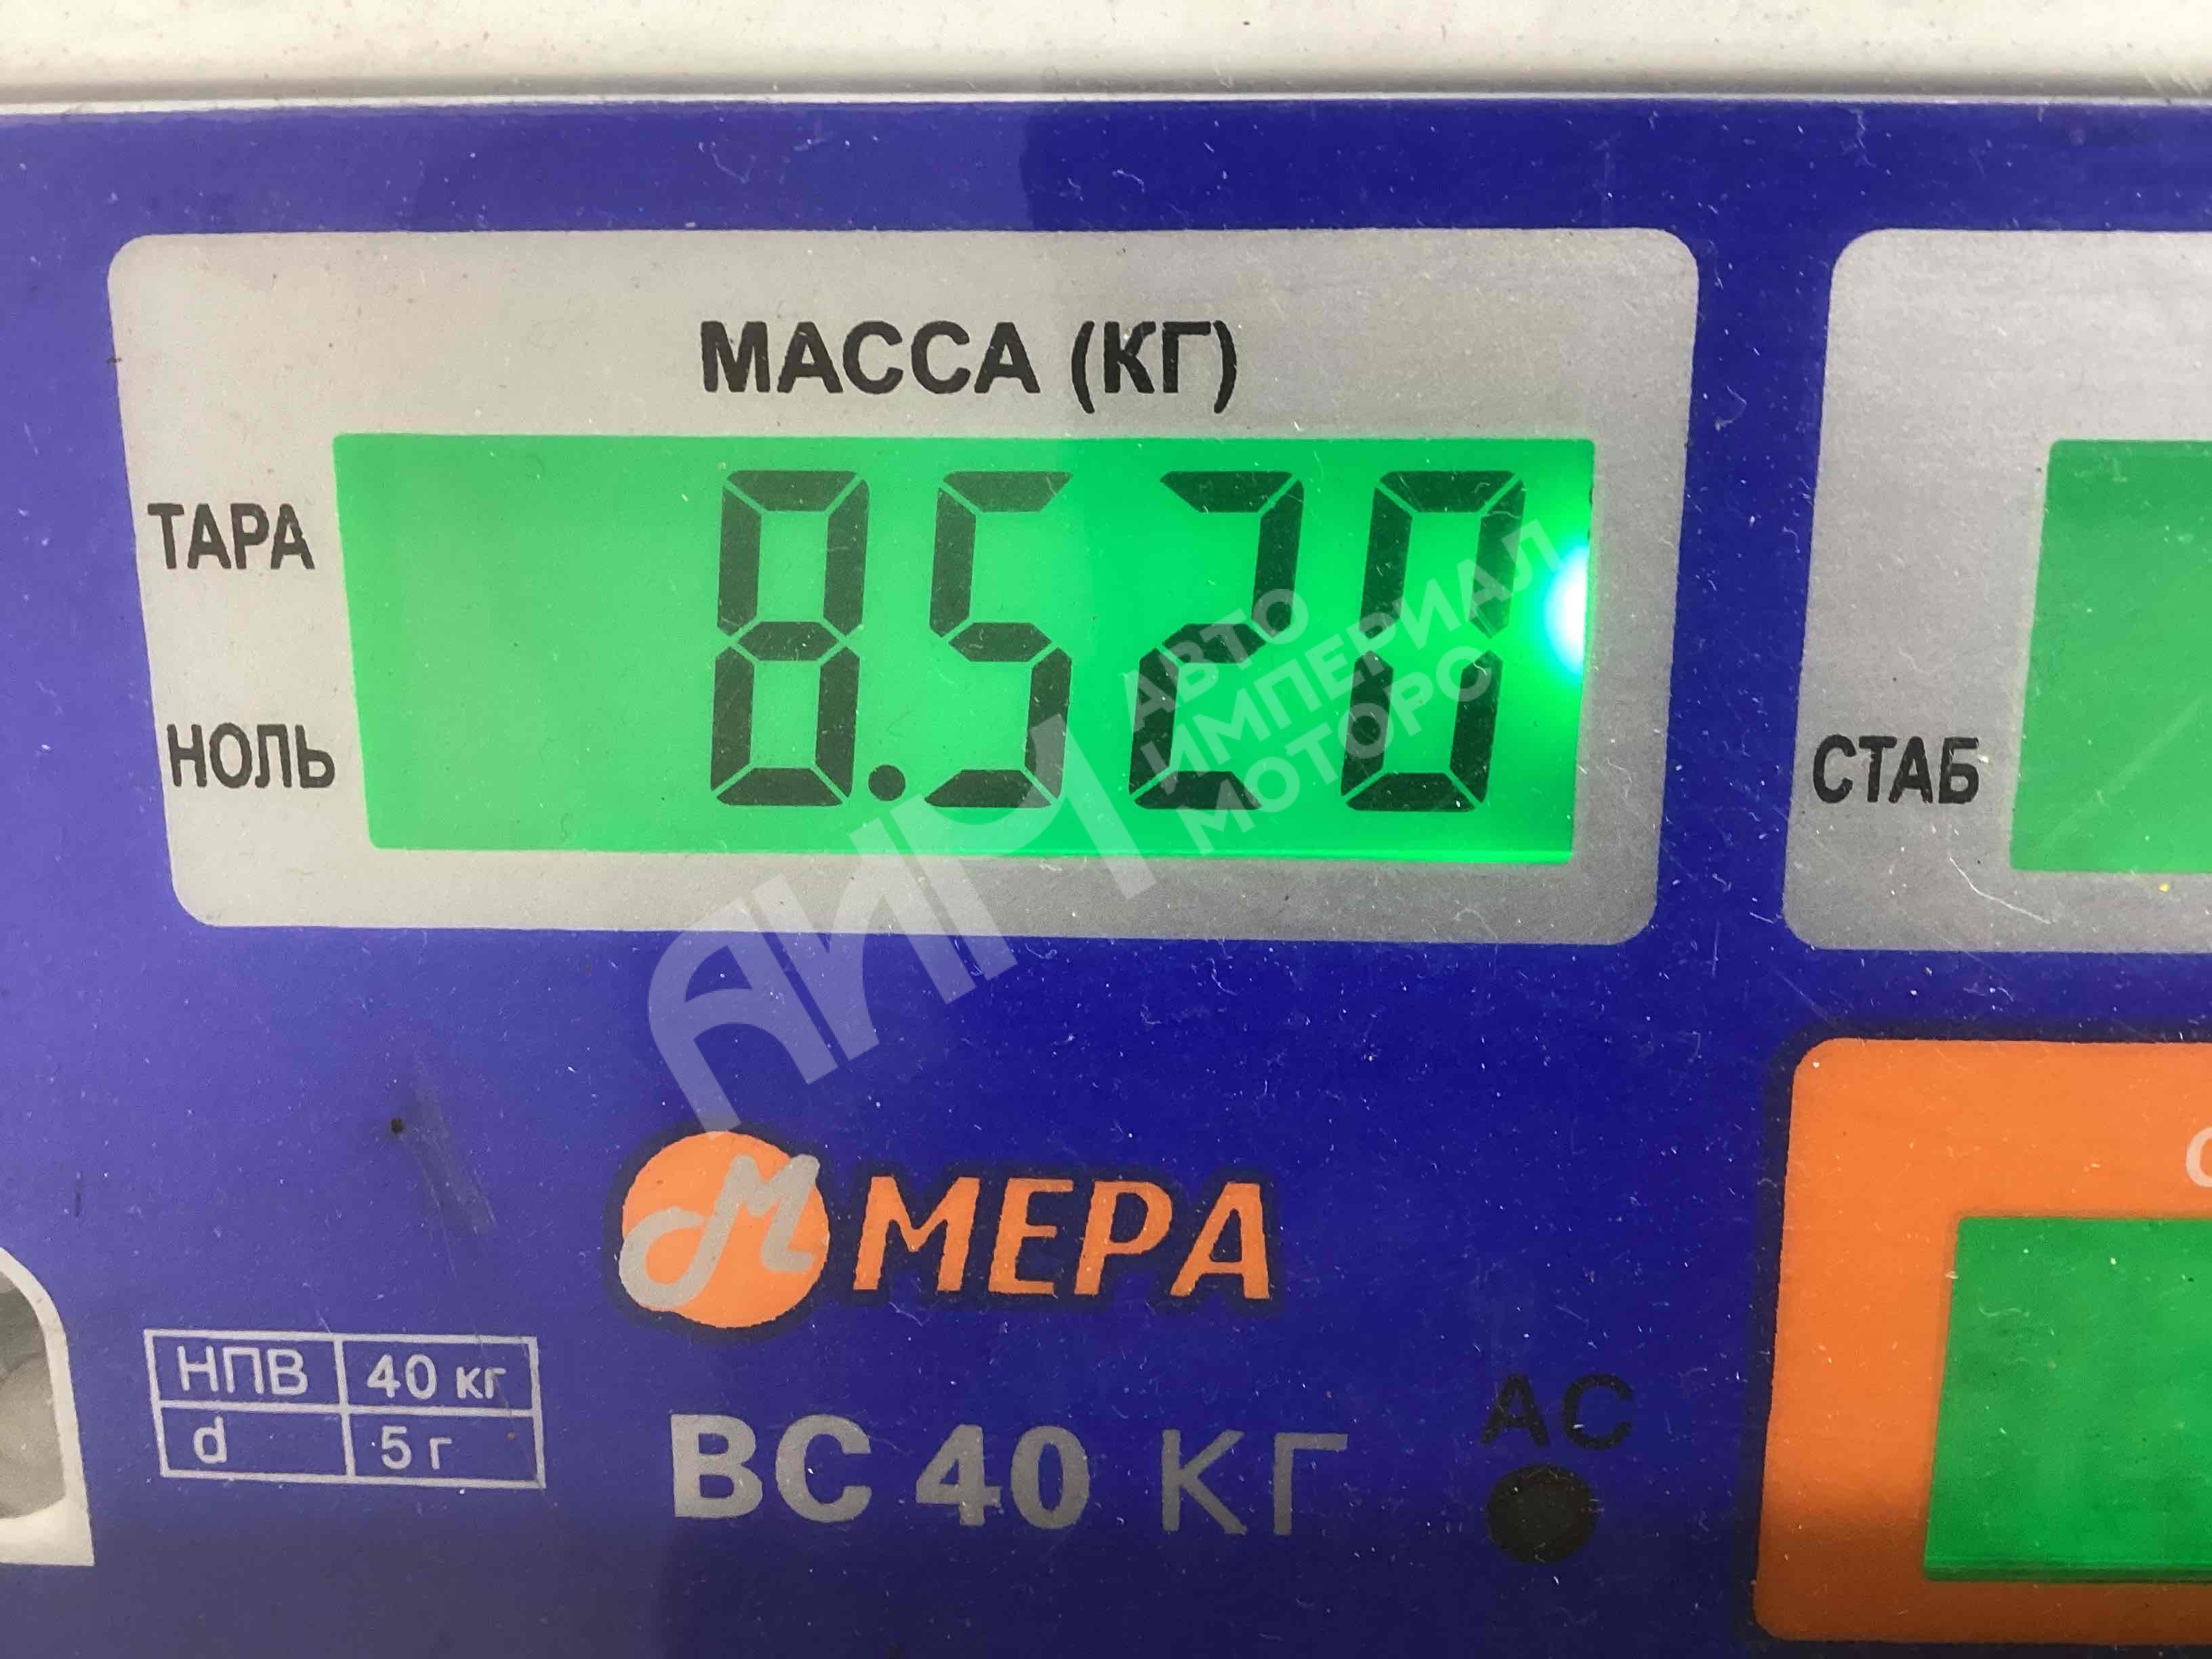 МАССА (КГ)
ТАРА
8.520
НОЛЬ
СТАБ
АИМ
АВТО
ИМПЕРИАЛ
МОТОРС
М МЕРА
НПВ 40 кг
d 5 г
ВС 40 КГ
АС